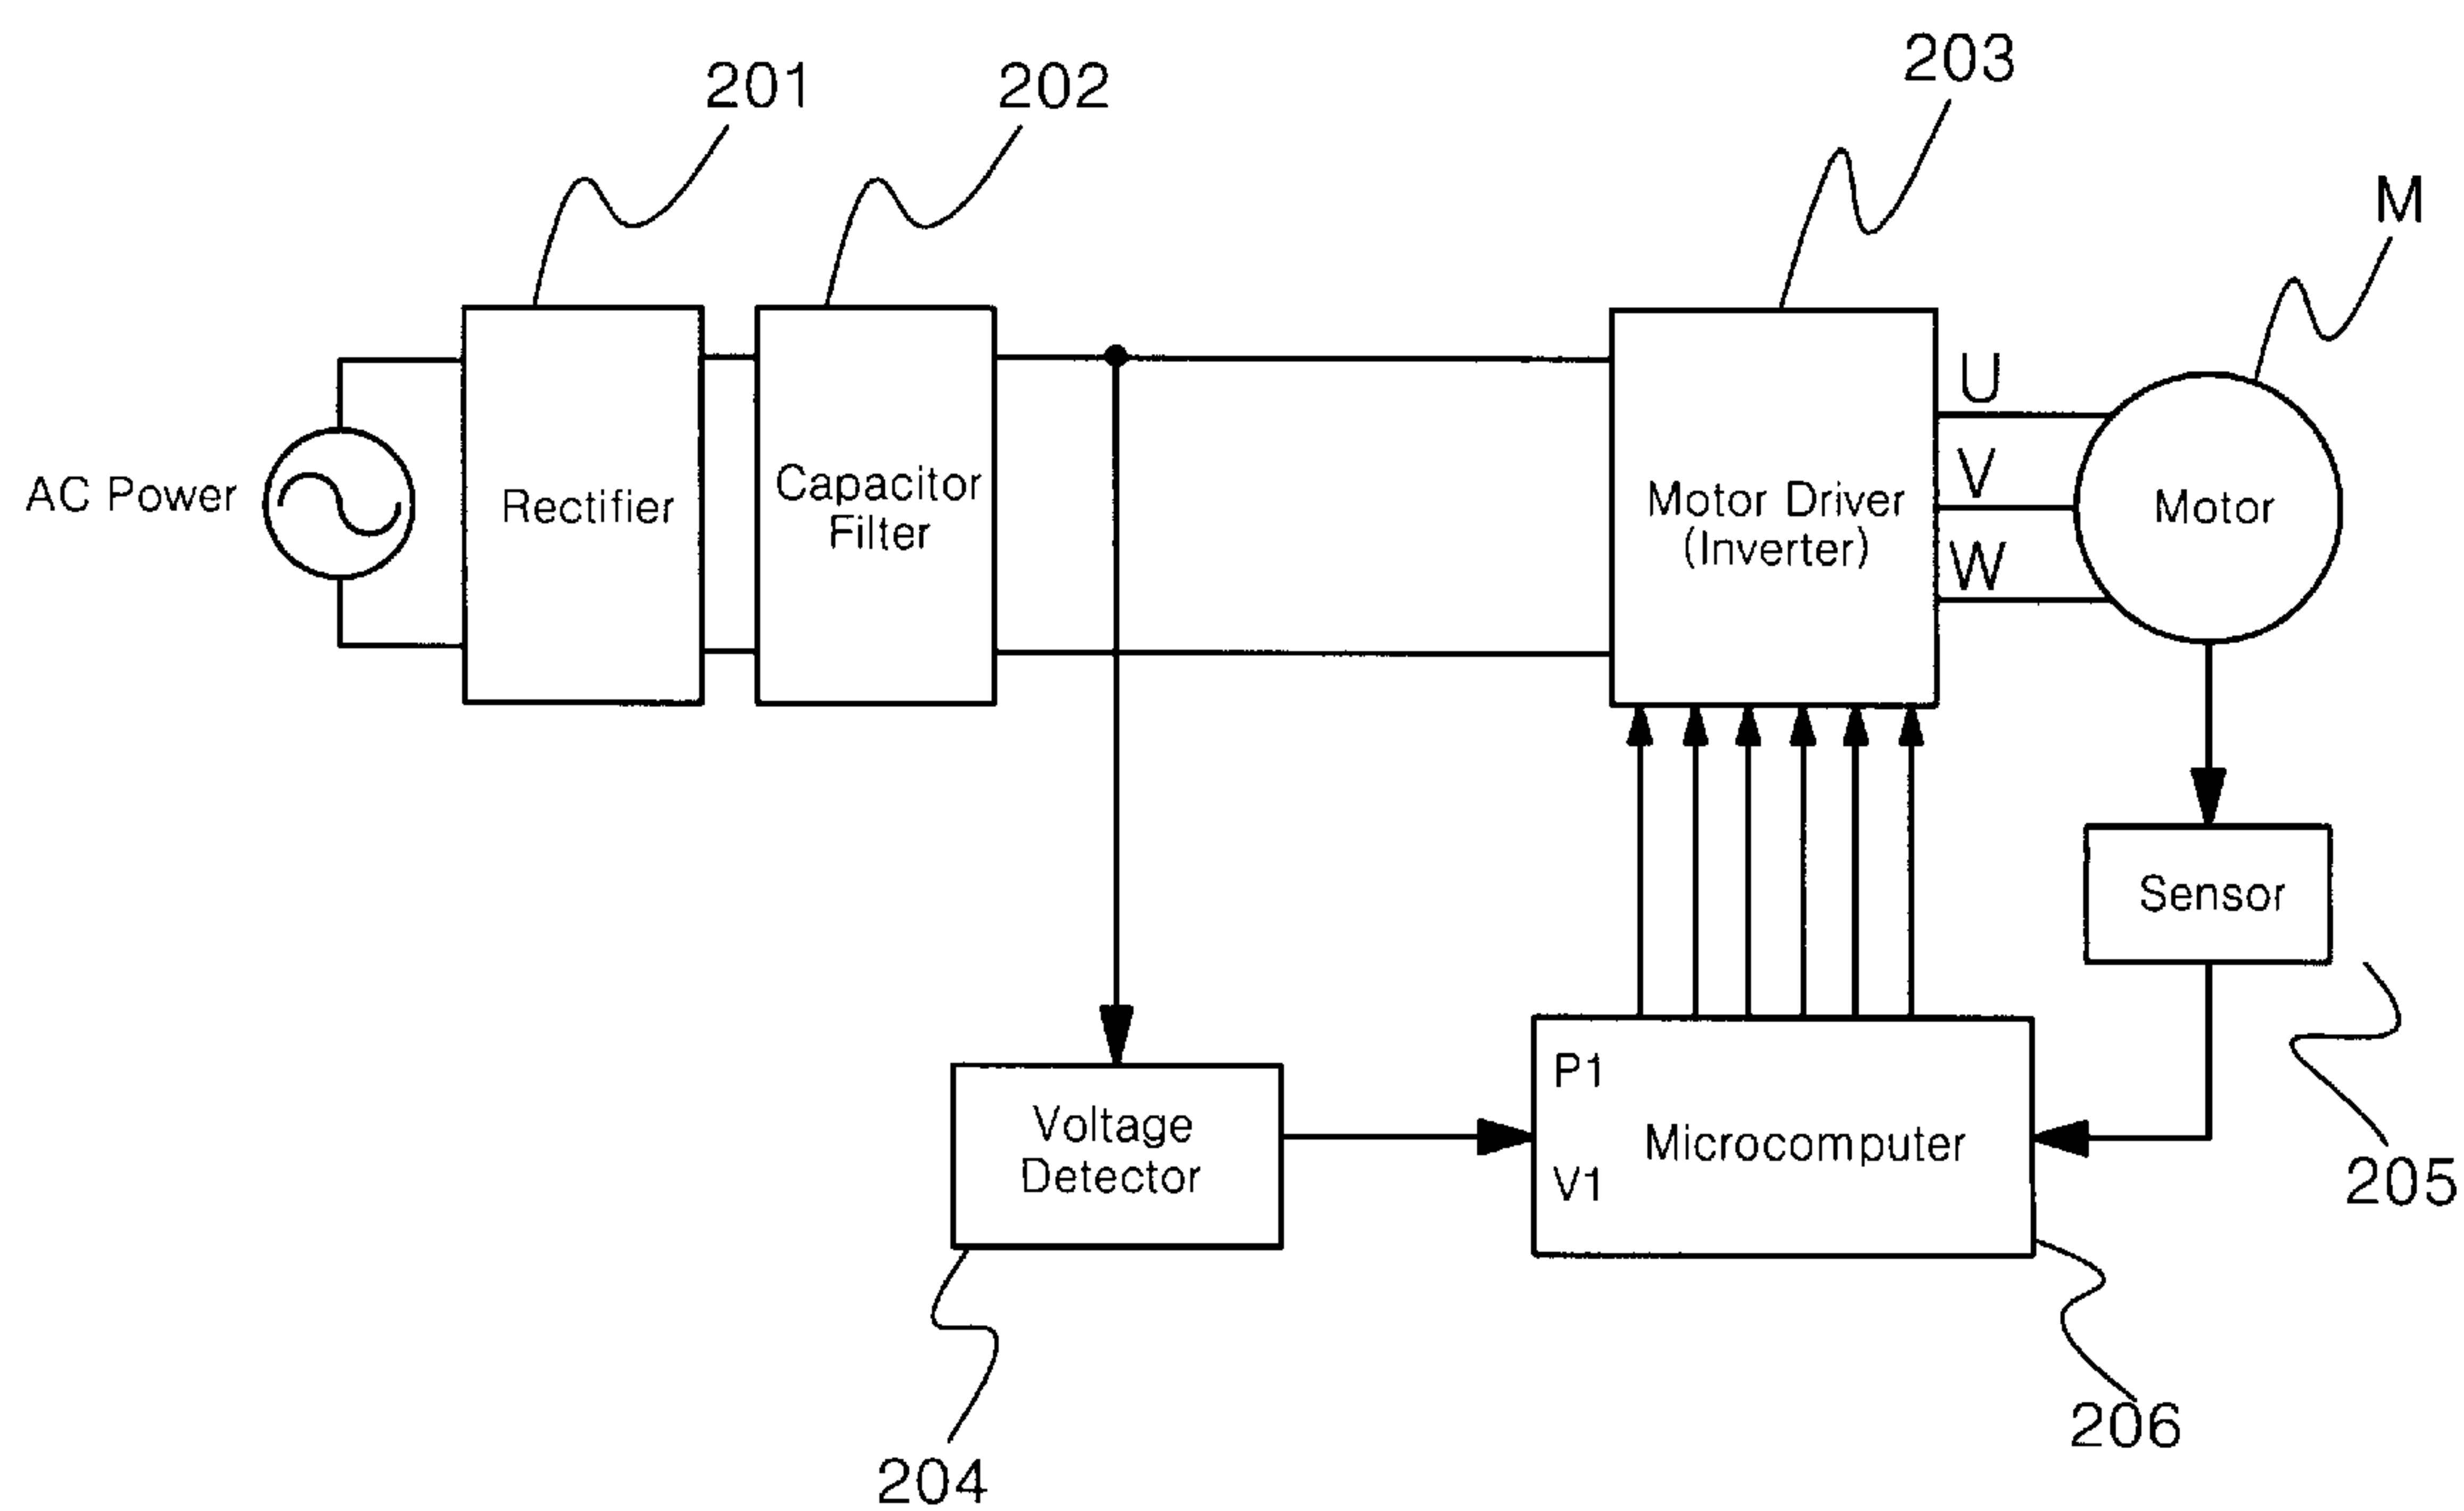 201
202
203
M
AC Power
Rectifier
Capacitor
Filter
Motor Driver
(Inverter)
U
V
W
Motor
Sensor
205
Voltage
Detector
P1
Microcomputer
V1
204
206